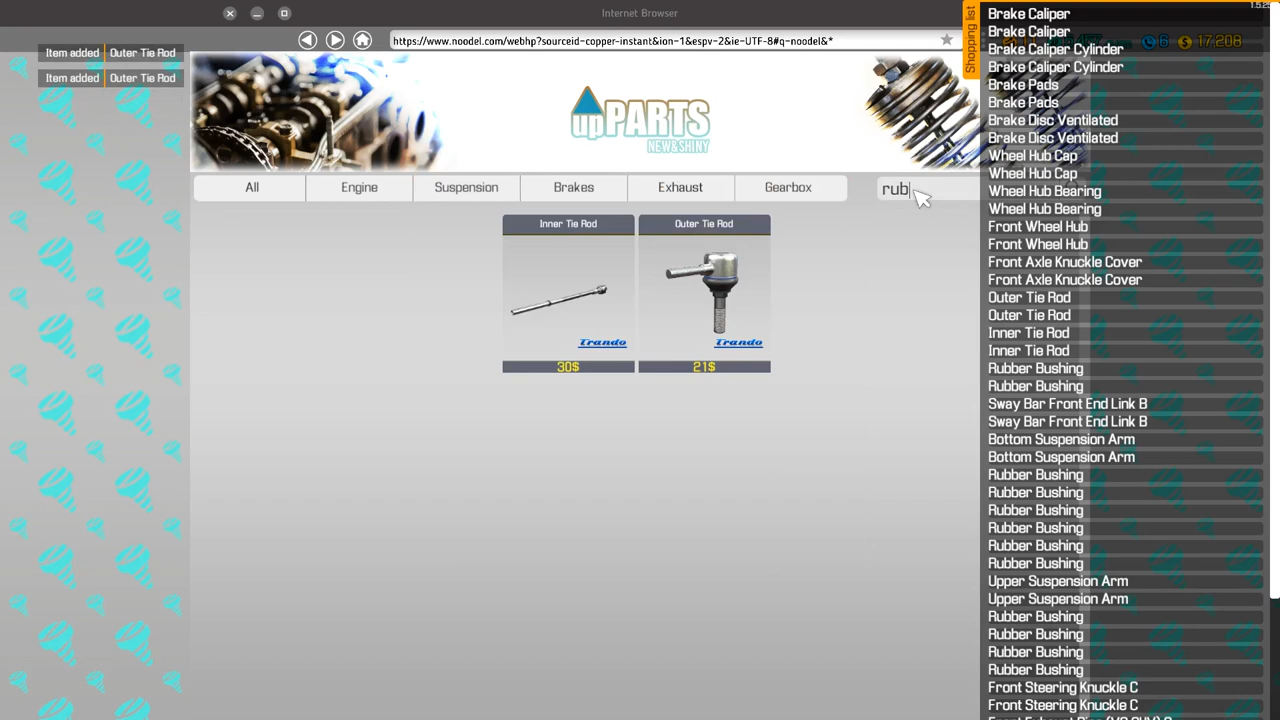 Internet Browser
1.5.25
https://www.noodel.com/webhp?sourceid-copper-instant&ion-1&espv-2&ie-UTF-8#q-noodel&*
Item added Outer Tie Rod
Item added Outer Tie Rod
upPARTS
NEW&SHINY
All Engine Suspension Brakes Exhaust Gearbox
rub
Inner Tie Rod
Trando
30$
Outer Tie Rod
Trando
21$
6 17208
Shopping list
Brake Caliper
Brake Caliper
Brake Caliper Cylinder
Brake Caliper Cylinder
Brake Pads
Brake Pads
Brake Disc Ventilated
Brake Disc Ventilated
Wheel Hub Cap
Wheel Hub Cap
Wheel Hub Bearing
Wheel Hub Bearing
Front Wheel Hub
Front Wheel Hub
Front Axle Knuckle Cover
Front Axle Knuckle Cover
Outer Tie Rod
Outer Tie Rod
Inner Tie Rod
Inner Tie Rod
Rubber Bushing
Rubber Bushing
Sway Bar Front End Link B
Sway Bar Front End Link B
Bottom Suspension Arm
Bottom Suspension Arm
Rubber Bushing
Rubber Bushing
Rubber Bushing
Rubber Bushing
Rubber Bushing
Rubber Bushing
Upper Suspension Arm
Upper Suspension Arm
Rubber Bushing
Rubber Bushing
Rubber Bushing
Rubber Bushing
Front Steering Knuckle C
Front Steering Knuckle C